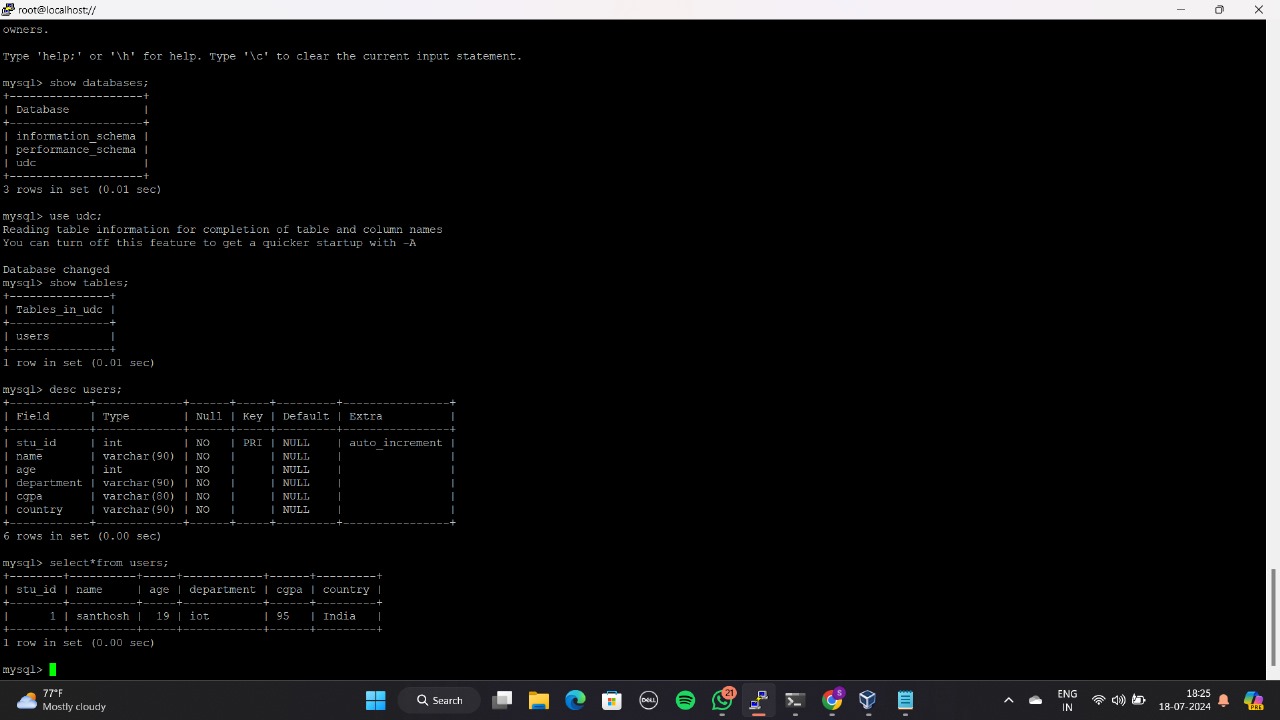 root@localhost://
owners.
Type 'help;' or '\h' for help. Type '\c' to clear the current input statement.
mysql> show databases;
+--------------------+
| Database           |
+--------------------+
| information_schema |
| performance_schema |
| udc                |
+--------------------+
3 rows in set (0.01 sec)
mysql> use udc;
Reading table information for completion of table and column names
You can turn off this feature to get a quicker startup with -A
Database changed
mysql> show tables;
+---------------+
| Tables_in_udc |
+---------------+
| users         |
+---------------+
1 row in set (0.01 sec)
mysql> desc users;
+------------+-------------+------+-----+---------+----------------+
| Field      | Type        | Null | Key | Default | Extra          |
+------------+-------------+------+-----+---------+----------------+
| stu_id     | int         | NO   | PRI | NULL    | auto_increment |
| name       | varchar(90) | NO   |     | NULL    |                |
| age        | int         | NO   |     | NULL    |                |
| department | varchar(90) | NO   |     | NULL    |                |
| cgpa       | varchar(80) | NO   |     | NULL    |                |
| country    | varchar(90) | NO   |     | NULL    |                |
+------------+-------------+------+-----+---------+----------------+
6 rows in set (0.00 sec)
mysql> select*from users;
+--------+----------+-----+------------+------+---------+
| stu_id | name     | age | department | cgpa | country |
+--------+----------+-----+------------+------+---------+
|      1 | santhosh |  19 | iot        | 95   | India   |
+--------+----------+-----+------------+------+---------+
1 row in set (0.00 sec)
mysql>
77°F
Mostly cloudy
Search
DELL
21
S
ENG
IN
18:25
18-07-2024
PRE